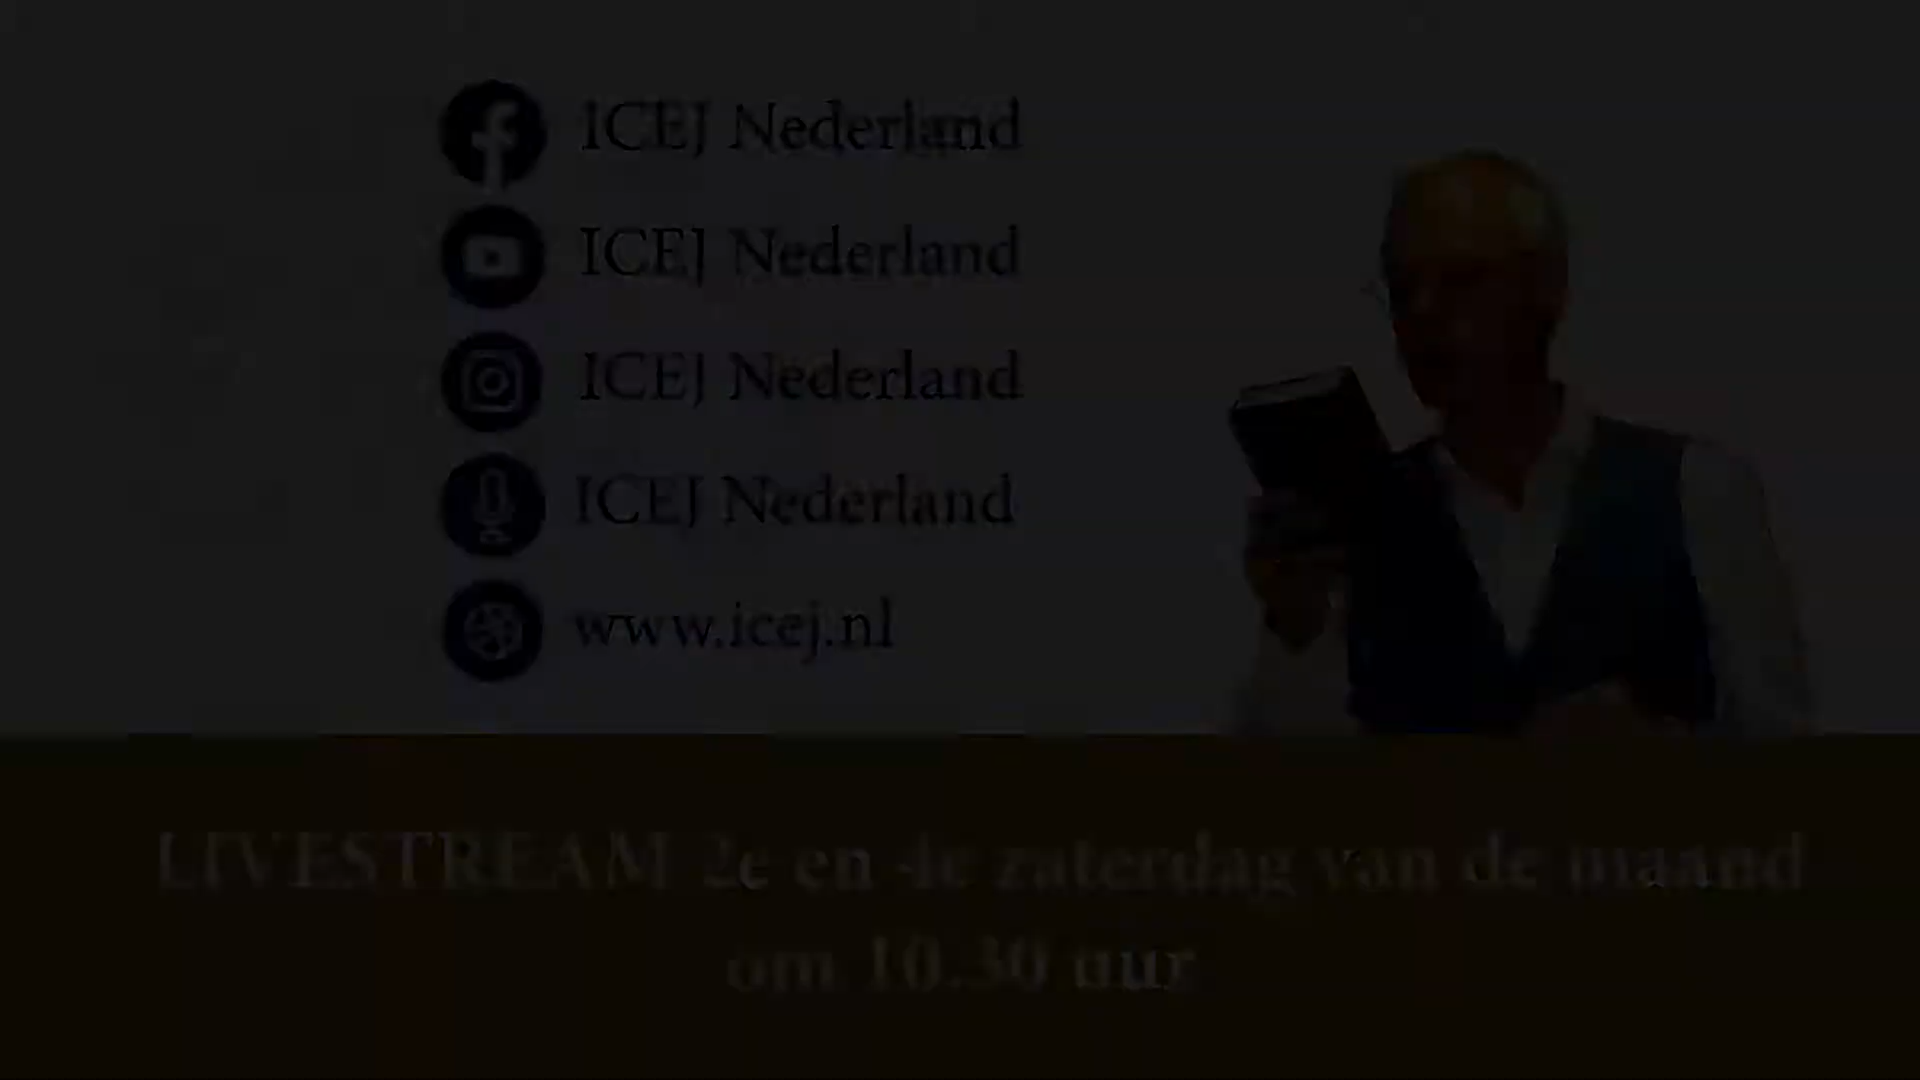 ICEJ Nederland
ICEJ Nederland
ICEJ Nederland
ICEJ Nederland
www.icej.nl
LIVESTREAM 2e en 4e zaterdag van de maand
om 10.30 uur